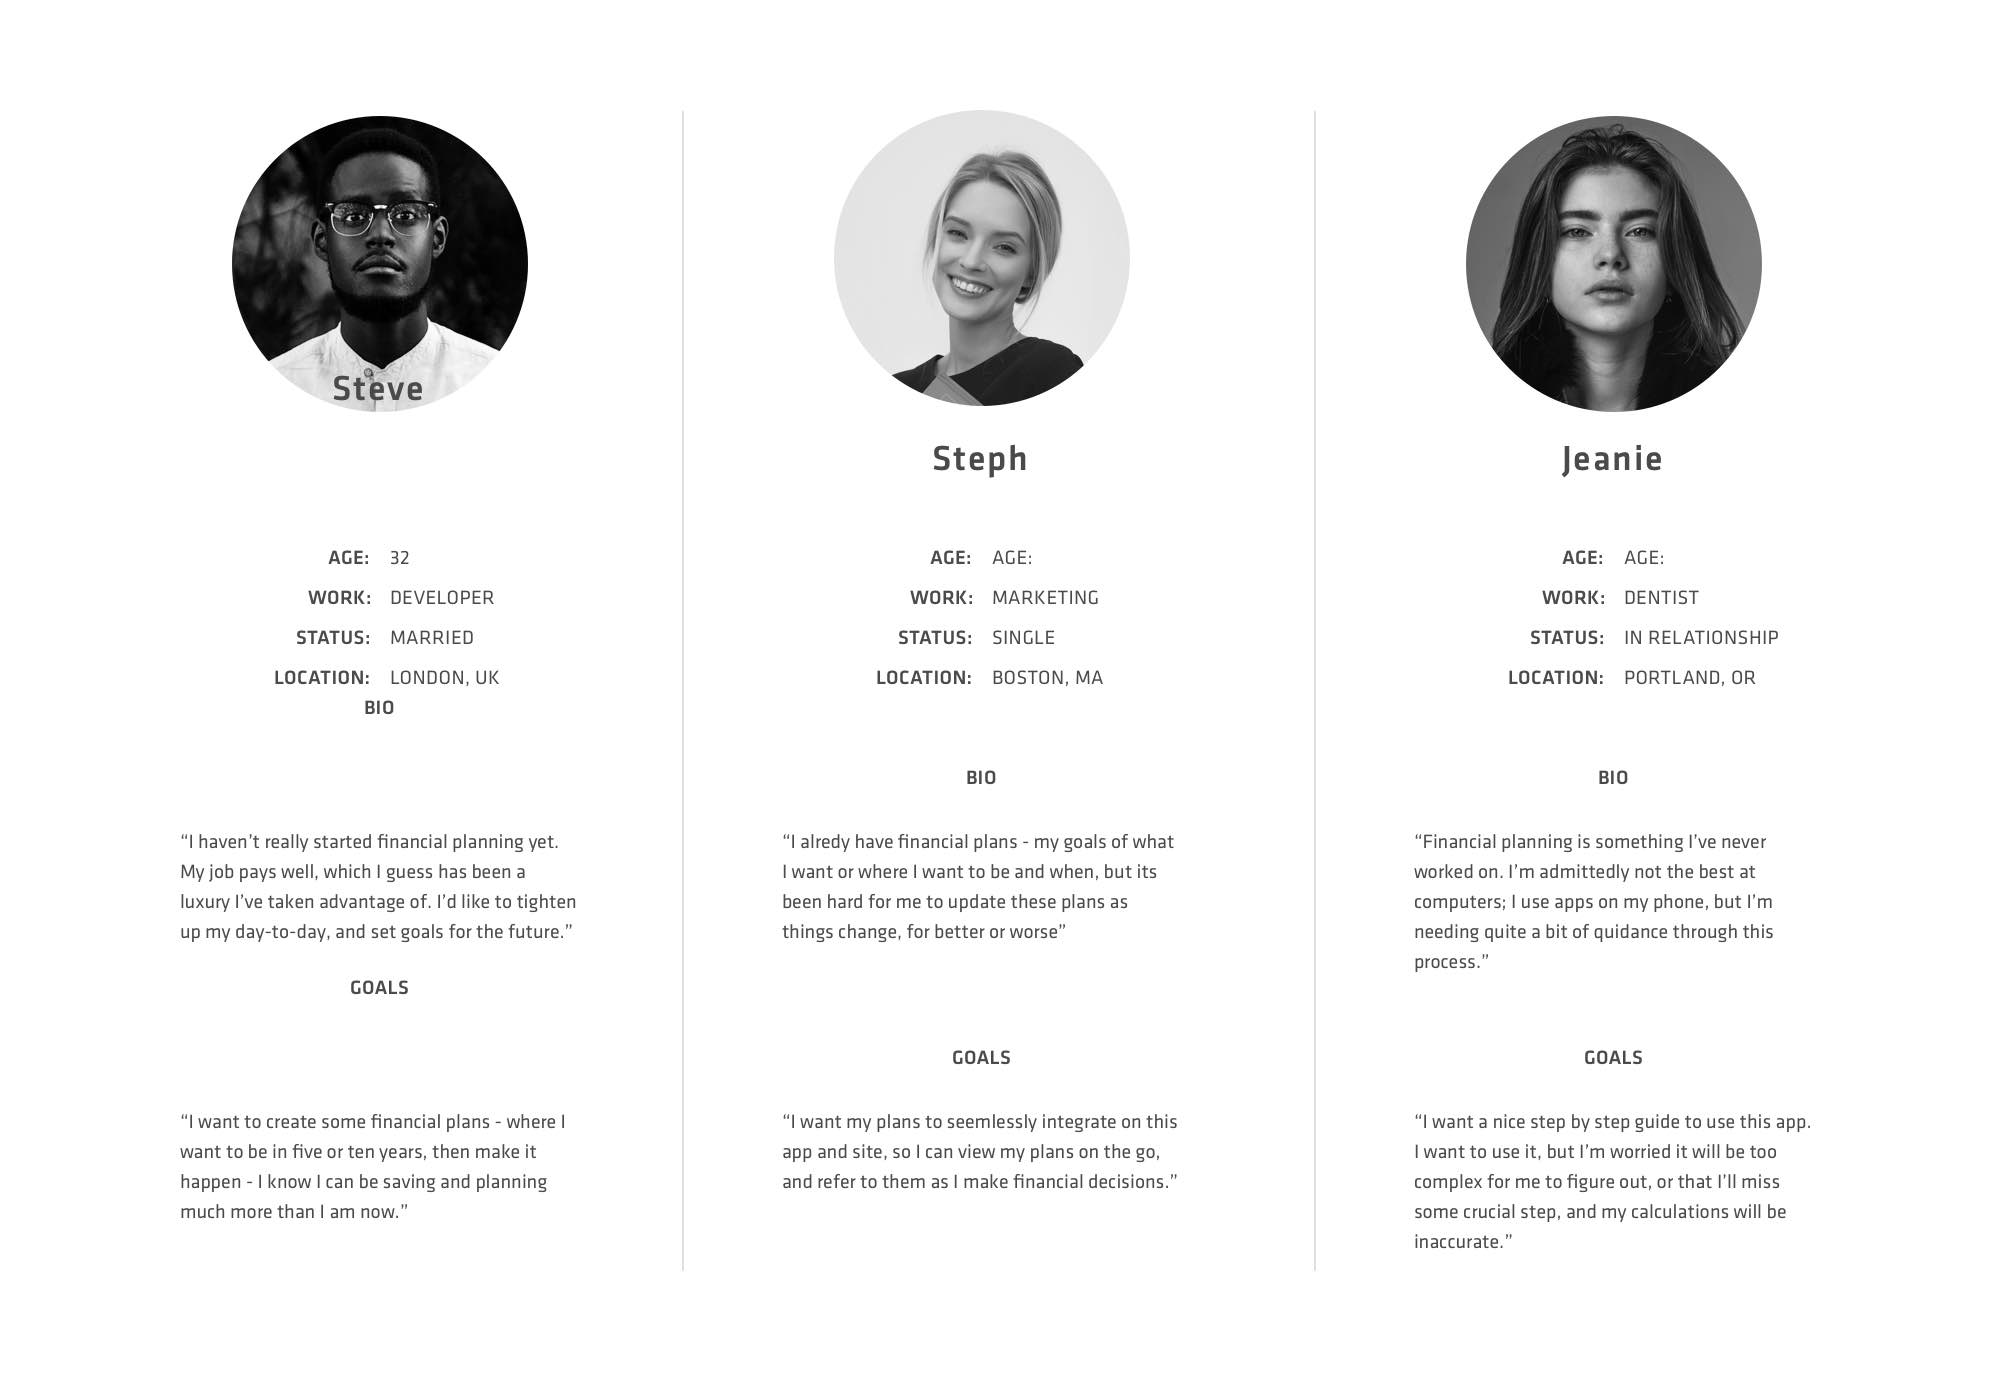 Steve
AGE: 32
WORK: DEVELOPER
STATUS: MARRIED
LOCATION: LONDON, UK
BIO
“I haven’t really started financial planning yet.
My job pays well, which I guess has been a
luxury I’ve taken advantage of. I’d like to tighten
up my day-to-day, and set goals for the future.”
GOALS
“I want to create some financial plans - where I
want to be in five or ten years, then make it
happen - I know I can be saving and planning
much more than I am now.”
Steph
AGE: AGE:
WORK: MARKETING
STATUS: SINGLE
LOCATION: BOSTON, MA
BIO
“I alredy have financial plans - my goals of what
I want or where I want to be and when, but its
been hard for me to update these plans as
things change, for better or worse”
GOALS
“I want my plans to seemlessly integrate on this
app and site, so I can view my plans on the go,
and refer to them as I make financial decisions.”
Jeanie
AGE: AGE:
WORK: DENTIST
STATUS: IN RELATIONSHIP
LOCATION: PORTLAND, OR
BIO
“Financial planning is something I’ve never
worked on. I’m admittedly not the best at
computers; I use apps on my phone, but I’m
needing quite a bit of quidance through this
process.”
GOALS
“I want a nice step by step guide to use this app.
I want to use it, but I’m worried it will be too
complex for me to figure out, or that I’ll miss
some crucial step, and my calculations will be
inaccurate.”